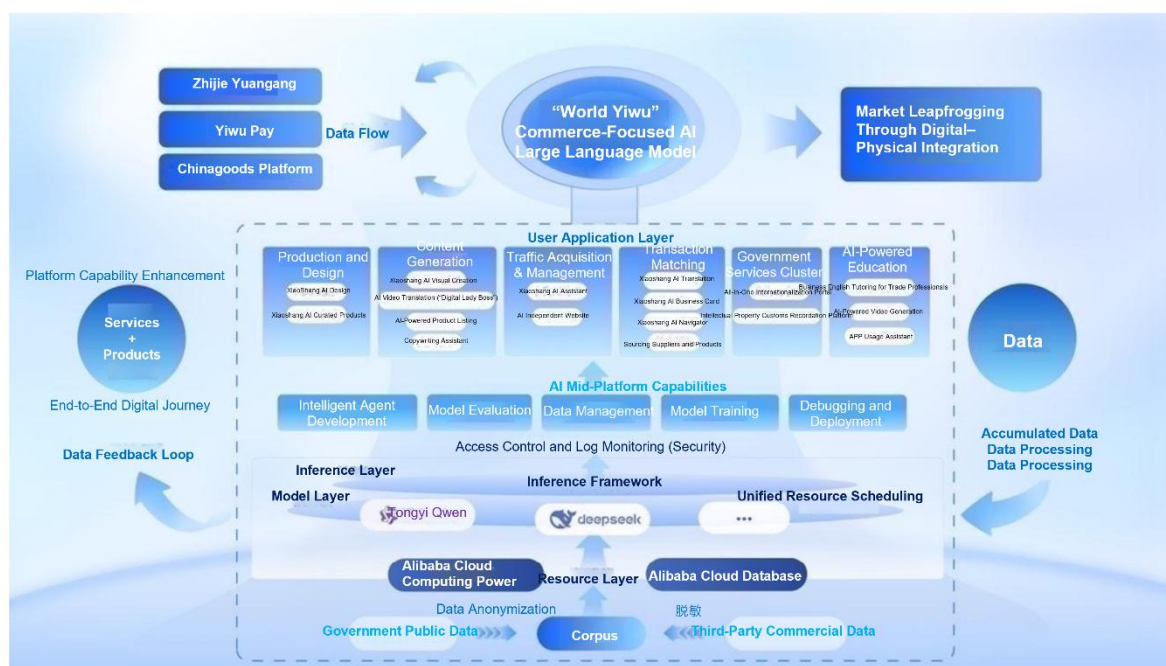 Zhijie Yuangang
Yiwu Pay
Chinagoods Platform
Data Flow
“World Yiwu”
Commerce-Focused AI
Large Language Model
Market Leapfrogging
Through Digital–
Physical Integration
User Application Layer
Production and
Design
XiaoShang AI Design
Xiaoshang AI Curated Products
Content
Generation
Xiaoshang AI Visual Creation
AI Video Translation ("Digital Lady Boss")
AI-Powered Product Listing
Copywriting Assistant
Traffic Acquisition
& Management
Xiaoshang AI Assistant
AI Independent Website
Transaction
Matching
Xiaoshang AI Translation
Xiaoshang AI Business Card
Xiaoshang AI Navigator
Sourcing Suppliers and Products
Government
Services Cluster
All-in-One Internationalization Portal
Intellectual Property Customs Recordation Platform
AI-Powered
Education
Business English Tutoring for Trade Professionals
AI-Powered Video Generation
APP Usage Assistant
Platform Capability Enhancement
Services
+
Products
End-to-End Digital Journey
Data Feedback Loop
Data
Accumulated Data
Data Processing
Data Processing
AI Mid-Platform Capabilities
Intelligent Agent
Development
Model Evaluation
Data Management
Model Training
Debugging and
Deployment
Access Control and Log Monitoring (Security)
Inference Layer
Inference Framework
Model Layer
Unified Resource Scheduling
Tongyi Qwen
deepseek
...
Alibaba Cloud
Computing Power
Resource Layer
Alibaba Cloud Database
Data Anonymization
脱敏
Government Public Data
Corpus
Third-Party Commercial Data